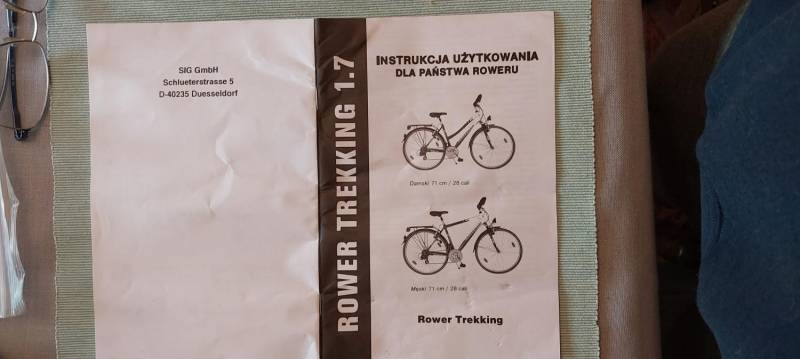 SIG GmbH
Schlueterstrasse 5
D-40235 Duesseldorf
ROWER TREKKING 1.7
INSTRUKCJA UŻYTKOWANIA
DLA PAŃSTWA ROWERU
Damski 71 cm / 28 cali
Męski 71 cm / 28 cali
Rower Trekking